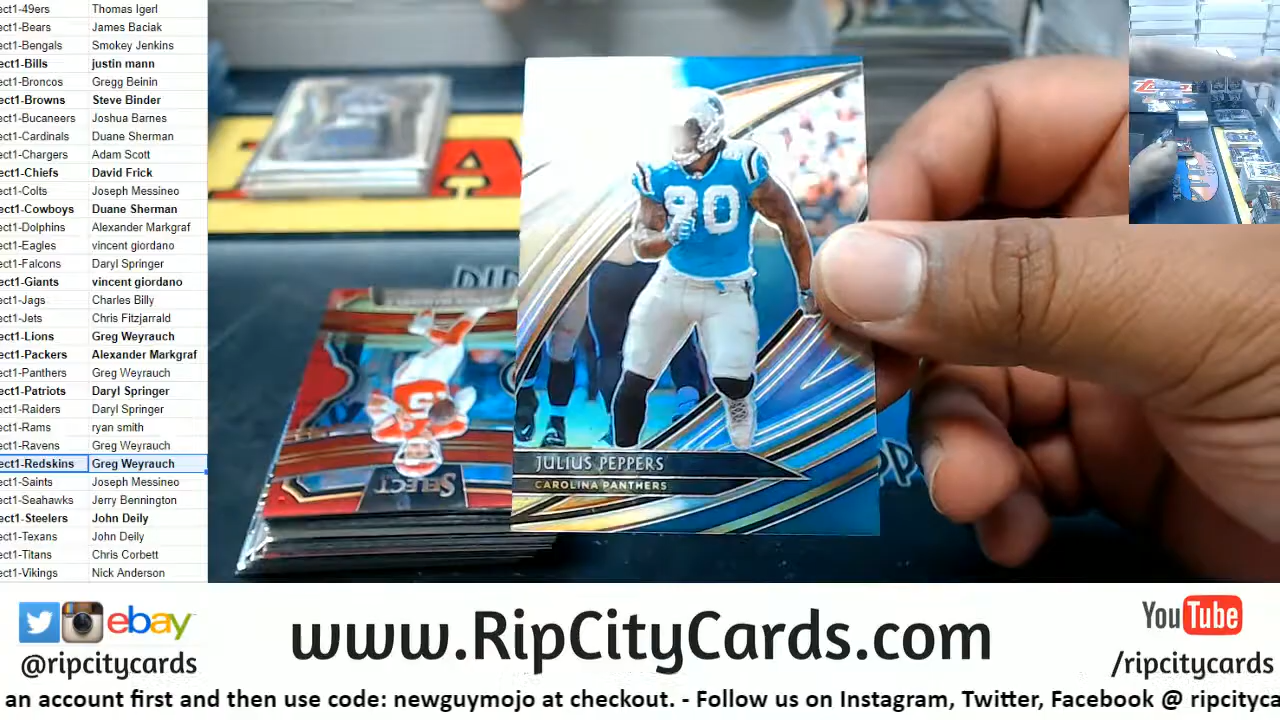 ect1-49ers Thomas Igerl
ect1-Bears James Baciak
ect1-Bengals Smokey Jenkins
ect1-Bills justin mann
ect1-Broncos Gregg Beinin
ect1-Browns Steve Binder
ect1-Bucaneers Joshua Barnes
ect1-Cardinals Duane Sherman
ect1-Chargers Adam Scott
ect1-Chiefs David Frick
ect1-Colts Joseph Messineo
ect1-Cowboys Duane Sherman
ect1-Dolphins Alexander Markgraf
ect1-Eagles vincent giordano
ect1-Falcons Daryl Springer
ect1-Giants vincent giordano
ect1-Jags Charles Billy
ect1-Jets Chris Fitzjarrald
ect1-Lions Greg Weyrauch
ect1-Packers Alexander Markgraf
ect1-Panthers Greg Weyrauch
ect1-Patriots Daryl Springer
ect1-Raiders Daryl Springer
ect1-Rams ryan smith
ect1-Ravens Greg Weyrauch
ect1-Redskins Greg Weyrauch
ect1-Saints Joseph Messineo
ect1-Seahawks Jerry Bennington
ect1-Steelers John Deily
ect1-Texans John Deily
ect1-Titans Chris Corbett
ect1-Vikings Nick Anderson
90
JULIUS PEPPERS
CAROLINA PANTHERS
SELECT
ebay
@ripcitycards
www.RipCityCards.com
YouTube
/ripcitycards
an account first and then use code: newguymojo at checkout. - Follow us on Instagram, Twitter, Facebook @ ripcityca